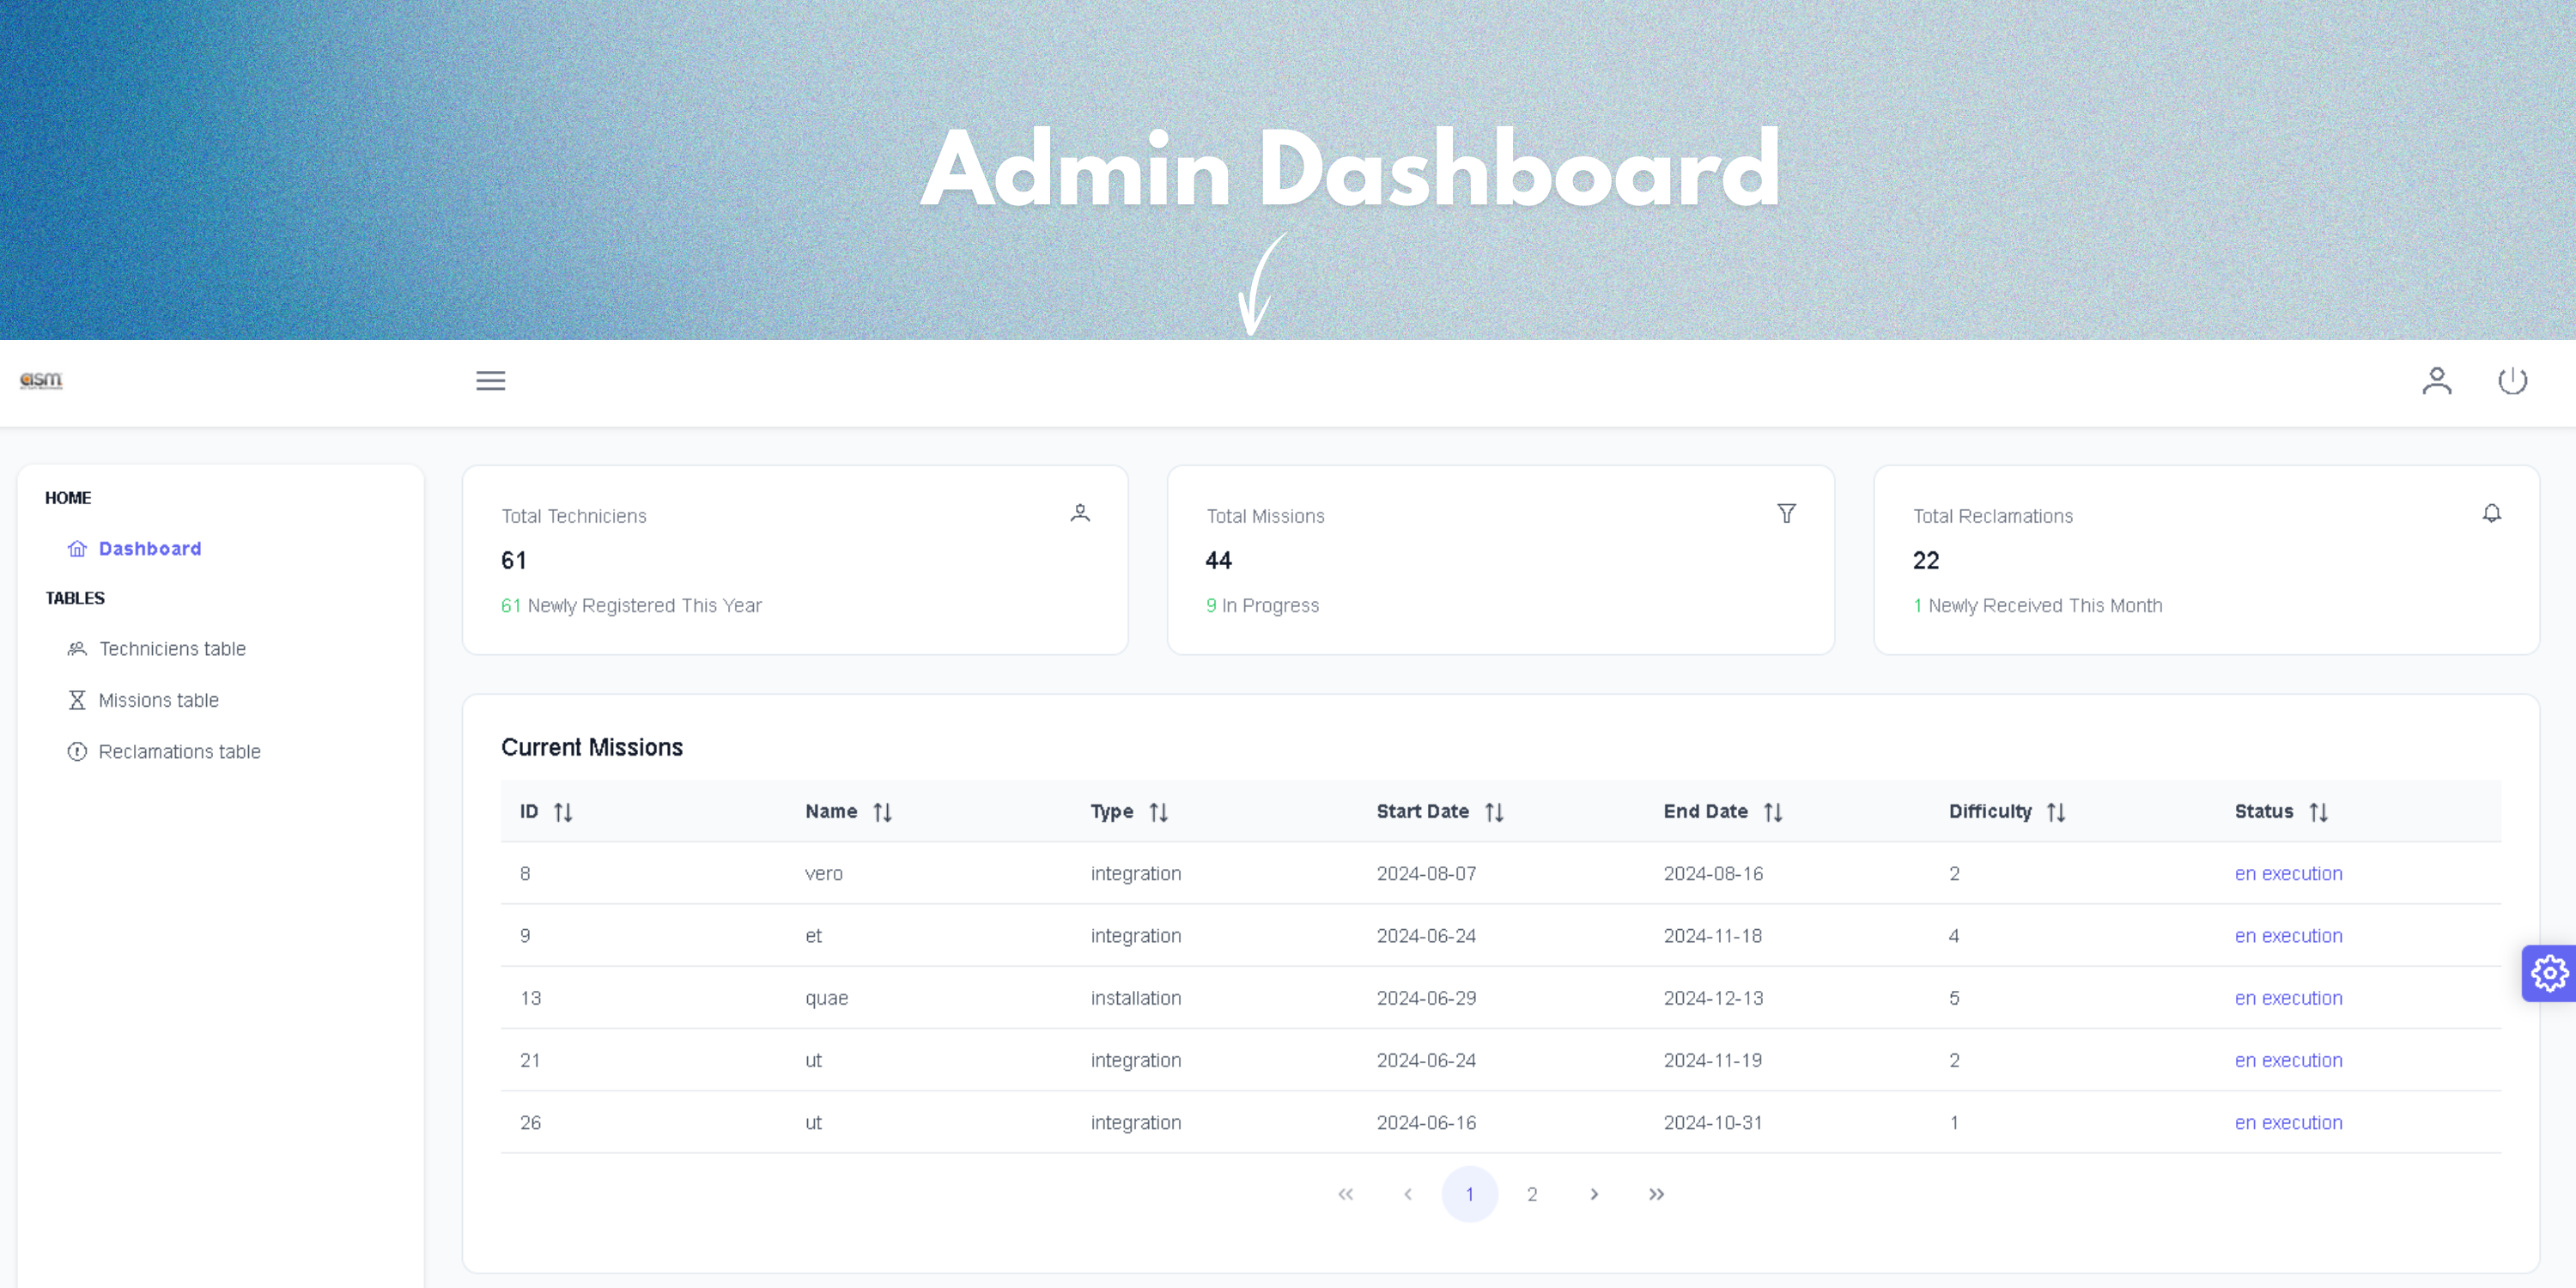 Admin Dashboard
asm
HOME
Dashboard
TABLES
Techniciens table
Missions table
Reclamations table
Total Techniciens
61
61 Newly Registered This Year
Total Missions
44
9 In Progress
Total Reclamations
22
1 Newly Received This Month
Current Missions
ID Name Type Start Date End Date Difficulty Status
8 vero integration 2024-08-07 2024-08-16 2 en execution
9 et integration 2024-06-24 2024-11-18 4 en execution
13 quae installation 2024-06-29 2024-12-13 5 en execution
21 ut integration 2024-06-24 2024-11-19 2 en execution
26 ut integration 2024-06-16 2024-10-31 1 en execution
« ‹ 1 2 › »